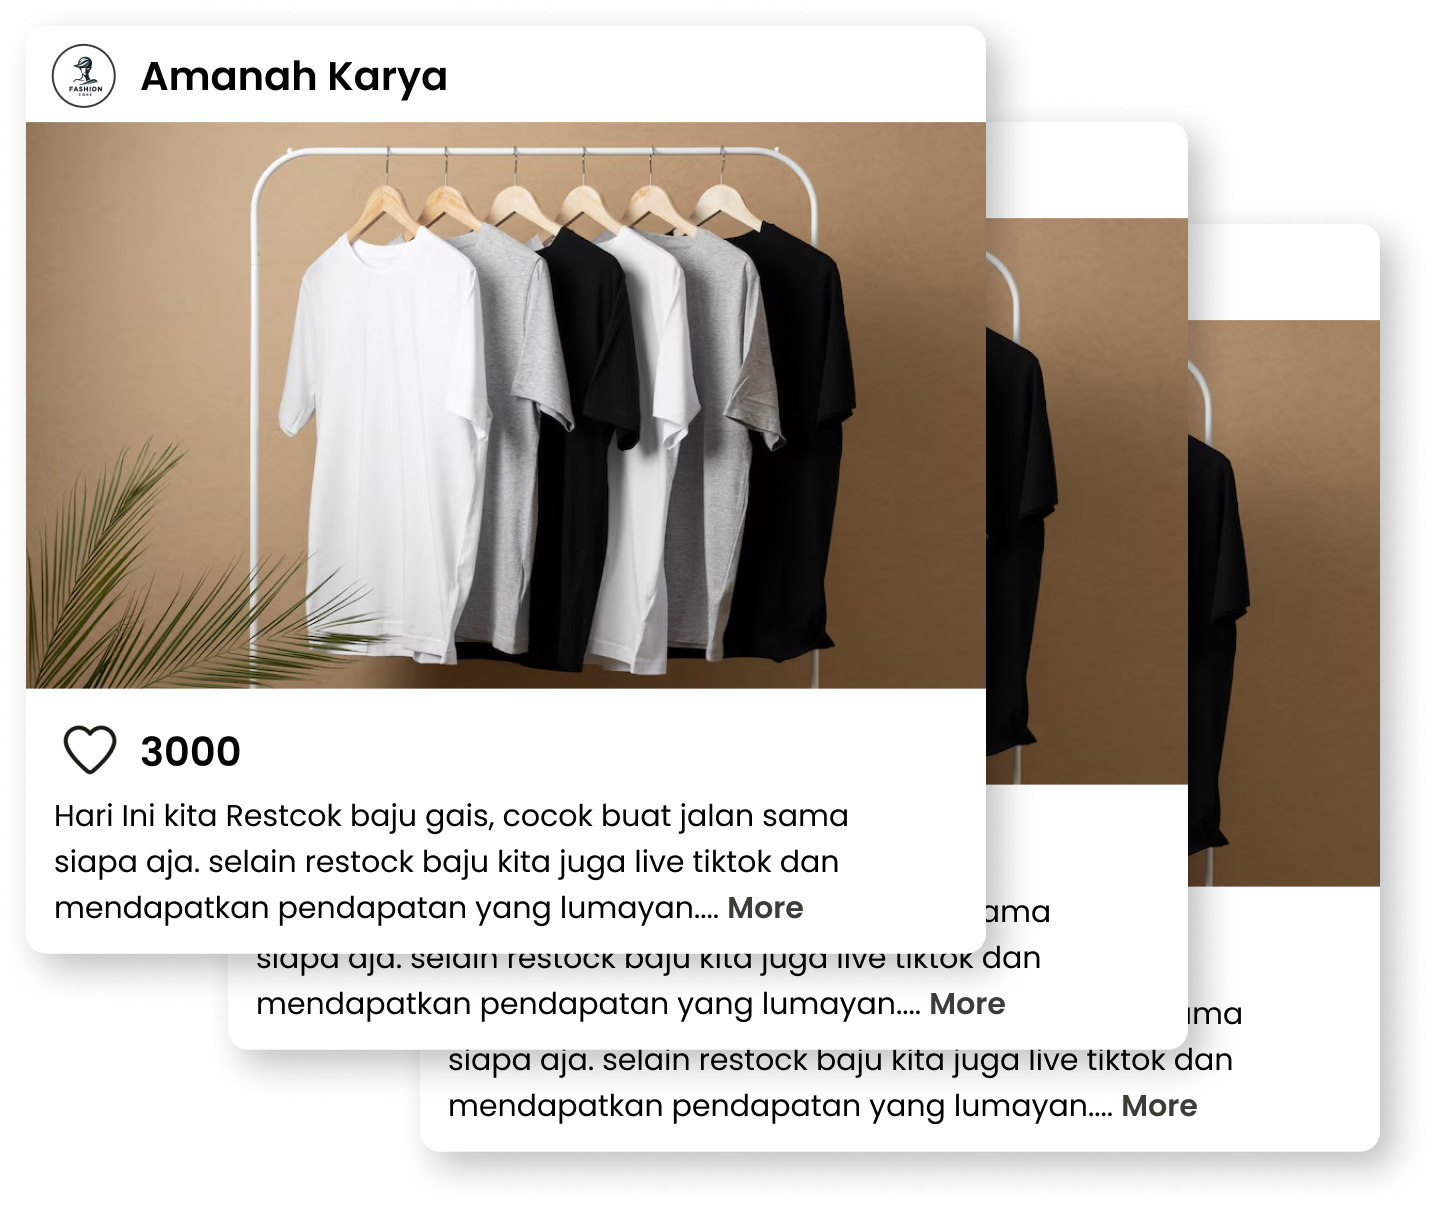 FASHION
Amanah Karya
3000
Hari Ini kita Restcok baju gais, cocok buat jalan sama
siapa aja. selain restock baju kita juga live tiktok dan
mendapatkan pendapatan yang lumayan.... More
siapa aja. selain restock baju kita juga live tiktok dan
mendapatkan pendapatan yang lumayan.... More
siapa aja. selain restock baju kita juga live tiktok dan
mendapatkan pendapatan yang lumayan.... More